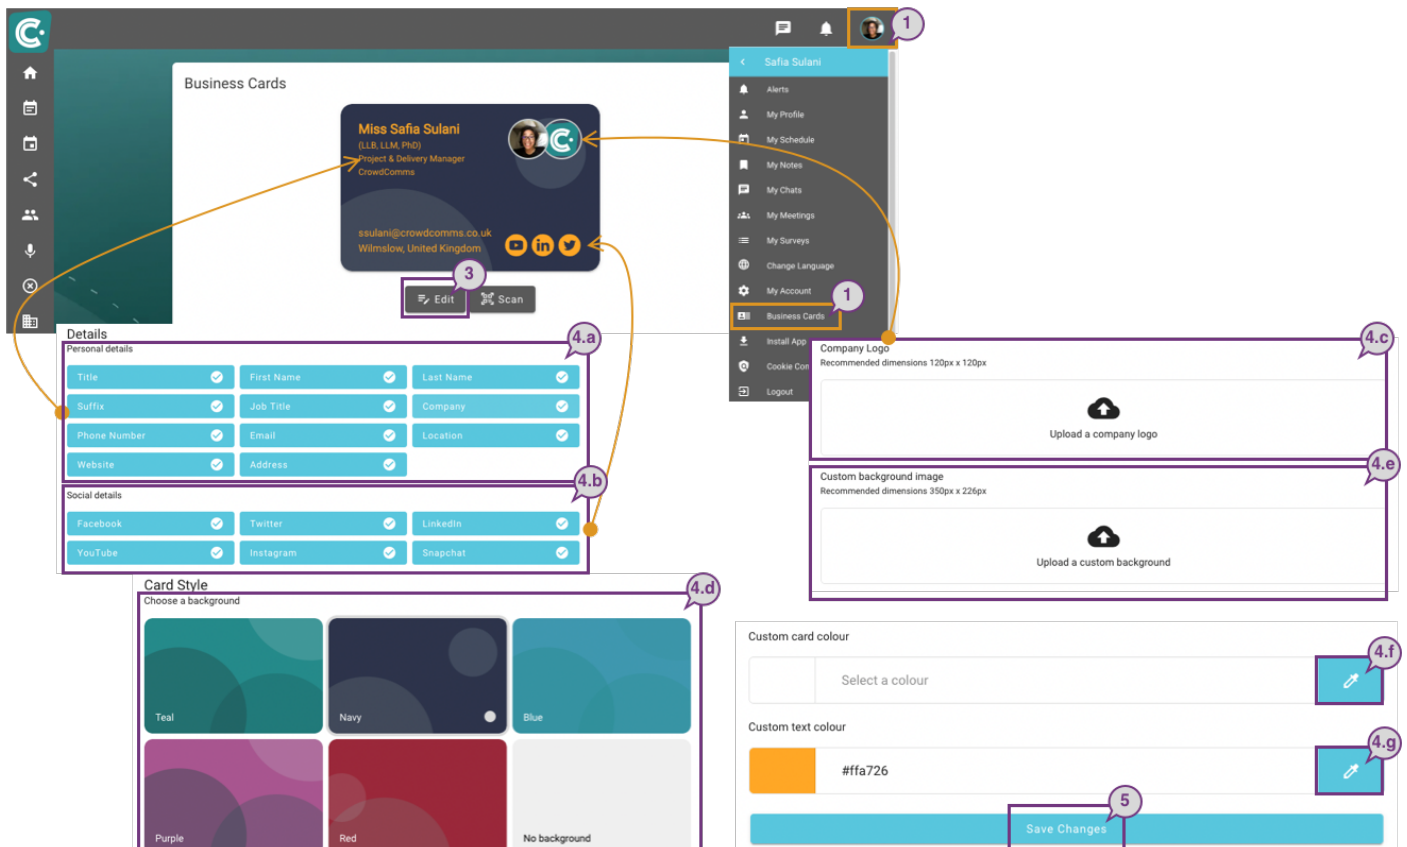 1
Business Cards
Miss Safia Sulani
(LLB, LLM, PhD)
Project & Delivery Manager
CrowdComms
ssulani@crowdcomms.co.uk
Wilmslow, United Kingdom
3
Edit
Scan
Safia Sulani
Alerts
My Profile
My Schedule
My Notes
My Chats
My Meetings
My Surveys
Change Language
My Account
1
Business Cards
Install App
Cookie Con
Logout
Details
4.a
Personal details
Title
First Name
Last Name
Suffix
Job Title
Company
Phone Number
Email
Location
Website
Address
4.b
Social details
Facebook
Twitter
LinkedIn
YouTube
Instagram
Snapchat
4.c
Company Logo
Recommended dimensions 120px x 120px
Upload a company logo
4.e
Custom background image
Recommended dimensions 350px x 226px
Upload a custom background
Card Style
4.d
Choose a background
Teal
Navy
Blue
Purple
Red
No background
Custom card colour
4.f
Select a colour
Custom text colour
4.g
#ffa726
5
Save Changes